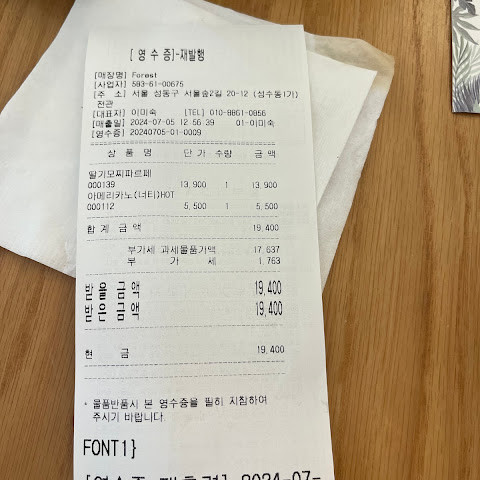 [ 영 수 증]-재발행
[매장명] Forest
[사업자] 593-61-00675
[주 소] 서울 성동구 서울숲2길 20-12 (성수동1가)
전관
[대표자] 이미숙 [TEL] 010-8861-0856
[매출일] 2024-07-05 12 56 39 01-이미숙
[영수증] 20240705-01-0009
상 품 명 단 가 수량 금 액
딸기모찌파르페
000139 13,900 1 13,900
아메리카노(너티)HOT
000112 5,500 1 5,500
합 계 금 액 19,400
부가세 과세물품가액 17,637
부 가 세 1,763
받을 금액 19,400
받은 금액 19,400
현 금 19,400
* 물품반품시 본 영수증을 필히 지참하여
주시기 바랍니다.
FONT1}